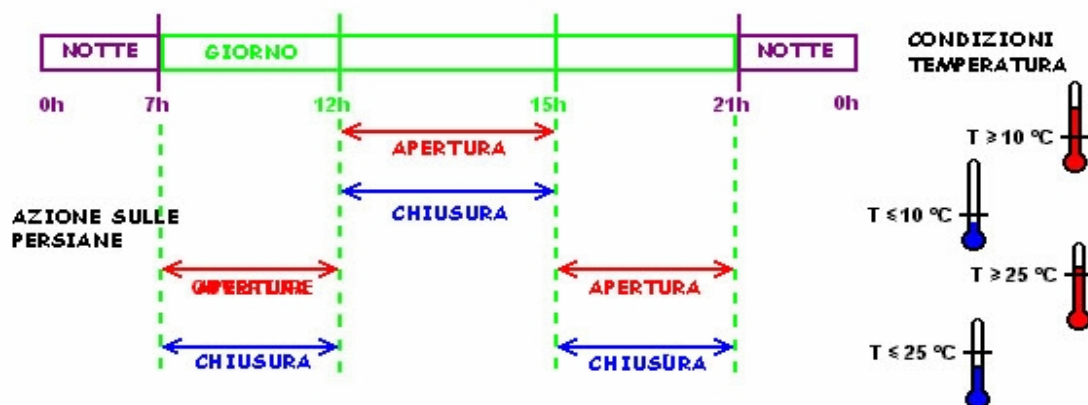 NOTTE
GIORNO
NOTTE
CONDIZIONI
TEMPERATURA
0h
7h
12h
15h
21h
0h
APERTURA
T ≥ 10 °C
CHIUSURA
T ≤ 10 °C
AZIONE SULLE
PERSIANE
APERTURA
T ≥ 25 °C
CHIUSURA
CHIUSURA
T ≤ 25 °C